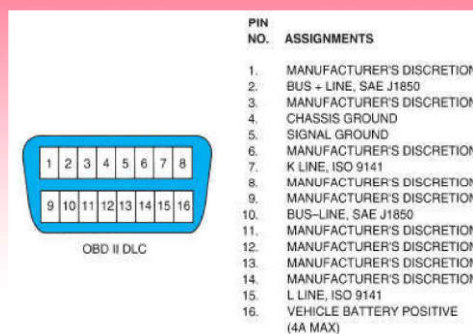 1 2 3 4 5 6 7 8
9 10 11 12 13 14 15 16
OBD II DLC
PIN
NO. ASSIGNMENTS
1. MANUFACTURER'S DISCRETION
2. BUS + LINE, SAE J1850
3. MANUFACTURER'S DISCRETION
4. CHASSIS GROUND
5. SIGNAL GROUND
6. MANUFACTURER'S DISCRETION
7. K LINE, ISO 9141
8. MANUFACTURER'S DISCRETION
9. MANUFACTURER'S DISCRETION
10. BUS–LINE, SAE J1850
11. MANUFACTURER'S DISCRETION
12. MANUFACTURER'S DISCRETION
13. MANUFACTURER'S DISCRETION
14. MANUFACTURER'S DISCRETION
15. L LINE, ISO 9141
16. VEHICLE BATTERY POSITIVE
(4A MAX)